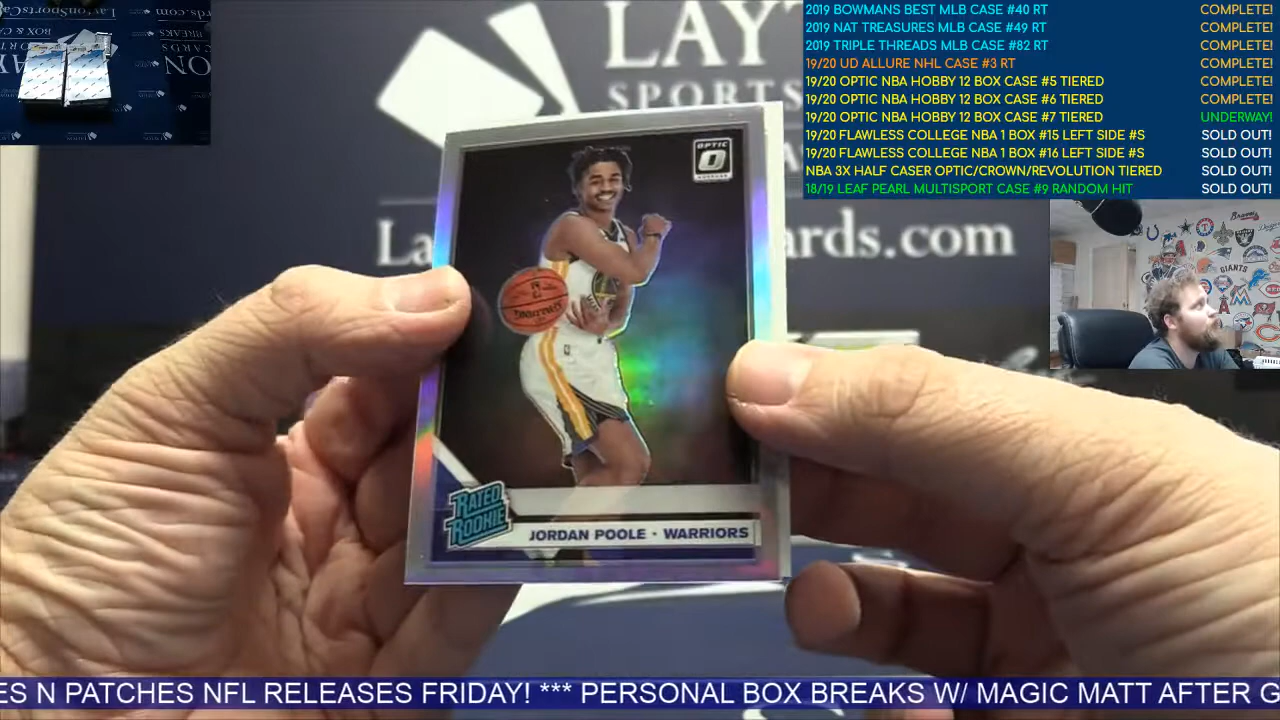 2019 BOWMANS BEST MLB CASE #40 RT COMPLETE!
2019 NAT TREASURES MLB CASE #49 RT COMPLETE!
2019 TRIPLE THREADS MLB CASE #82 RT COMPLETE!
19/20 UD ALLURE NHL CASE #3 RT COMPLETE!
19/20 OPTIC NBA HOBBY 12 BOX CASE #5 TIERED COMPLETE!
19/20 OPTIC NBA HOBBY 12 BOX CASE #6 TIERED COMPLETE!
19/20 OPTIC NBA HOBBY 12 BOX CASE #7 TIERED UNDERWAY!
19/20 FLAWLESS COLLEGE NBA 1 BOX #15 LEFT SIDE #S SOLD OUT!
19/20 FLAWLESS COLLEGE NBA 1 BOX #16 LEFT SIDE #S SOLD OUT!
NBA 3X HALF CASER OPTIC/CROWN/REVOLUTION TIERED SOLD OUT!
18/19 LEAF PEARL MULTISPORT CASE #9 RANDOM HIT SOLD OUT!
LAY
SPORTS
La
rds.com
OPTIC
GIANTS
RATED
ROOKIE
JORDAN POOLE · WARRIORS
ES N PATCHES NFL RELEASES FRIDAY! *** PERSONAL BOX BREAKS W/ MAGIC MATT AFTER G